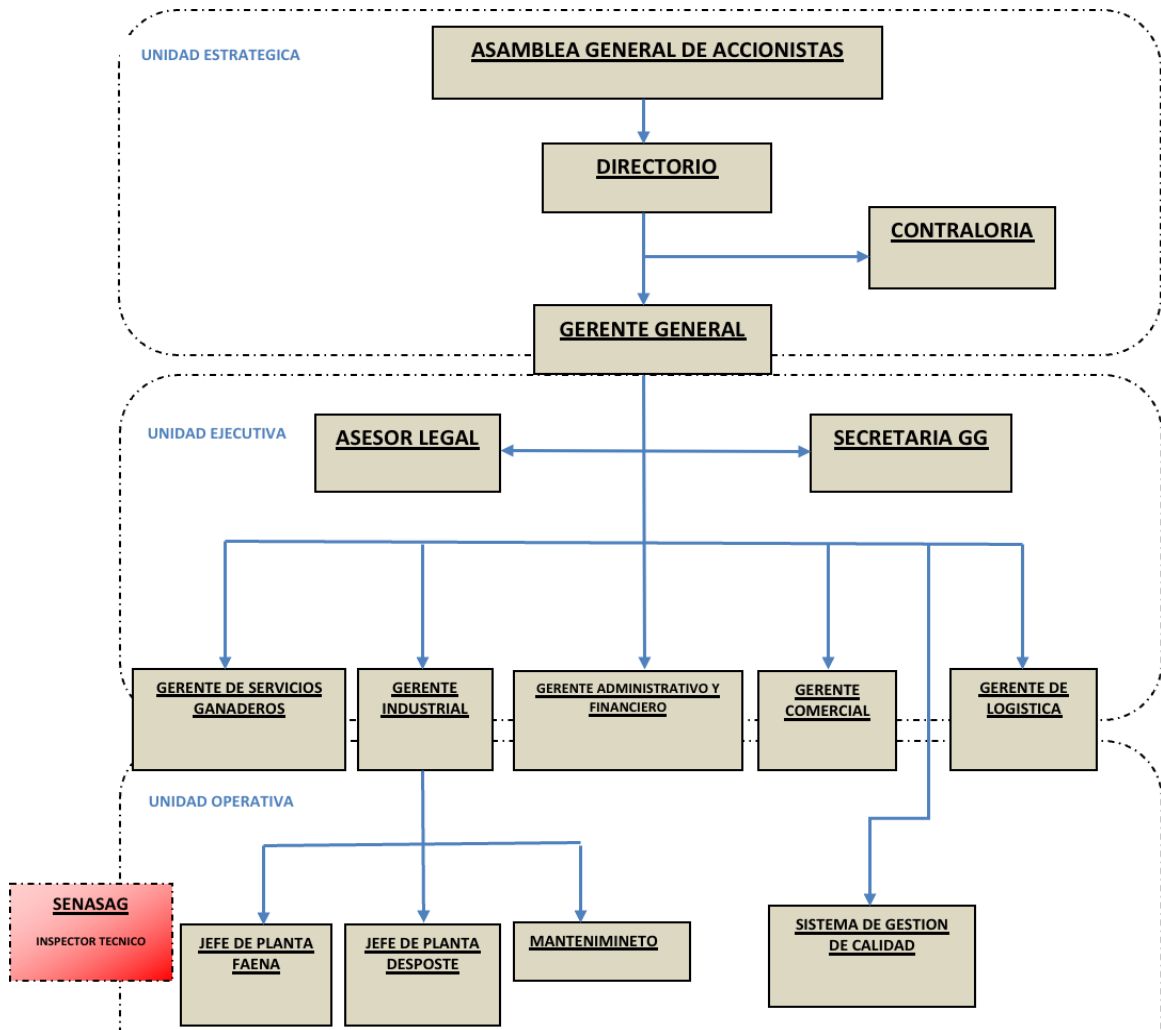 UNIDAD ESTRATEGICA
ASAMBLEA GENERAL DE ACCIONISTAS
DIRECTORIO
CONTRALORIA
GERENTE GENERAL
UNIDAD EJECUTIVA
ASESOR LEGAL
SECRETARIA GG
GERENTE DE SERVICIOS
GANADEROS
GERENTE
INDUSTRIAL
GERENTE ADMINISTRATIVO Y
FINANCIERO
GERENTE
COMERCIAL
GERENTE DE
LOGISTICA
UNIDAD OPERATIVA
SENASAG
INSPECTOR TECNICO
JEFE DE PLANTA
FAENA
JEFE DE PLANTA
DESPOSTE
MANTENIMINETO
SISTEMA DE GESTION
DE CALIDAD